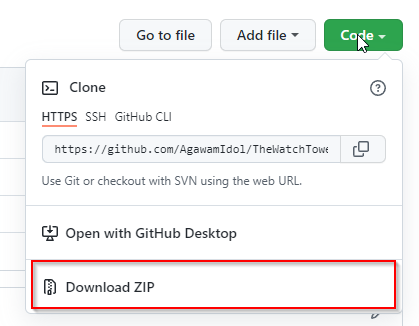 Go to file Add file Code
Clone
HTTPS SSH GitHub CLI
https://github.com/AgawamIdol/TheWatchTowe
Use Git or checkout with SVN using the web URL.
Open with GitHub Desktop
Download ZIP